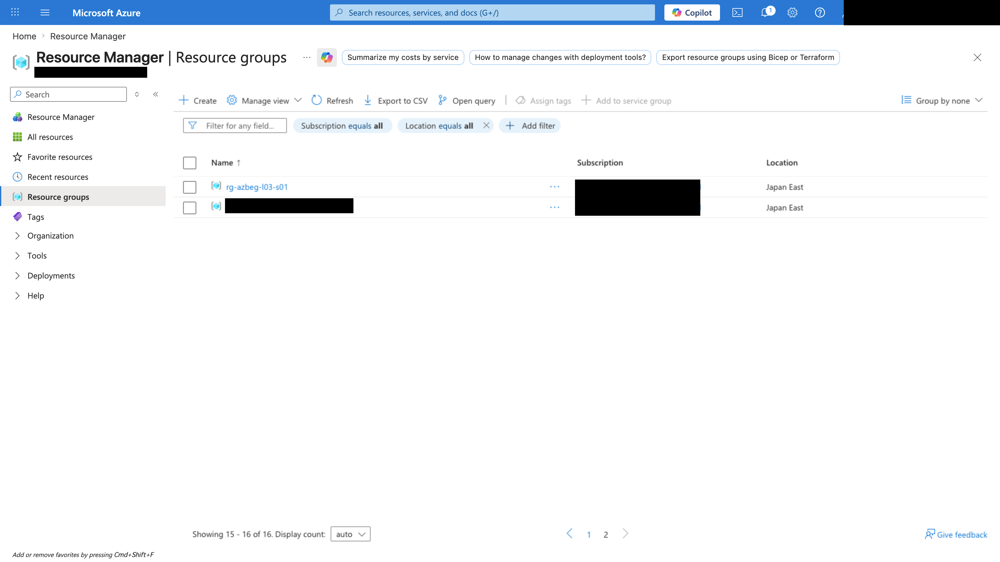 Microsoft Azure
Search resources, services, and docs (G+/)
Copilot
1
Home > Resource Manager
Resource Manager | Resource groups
Summarize my costs by service
How to manage changes with deployment tools?
Export resource groups using Bicep or Terraform
Search
Create
Manage view
Refresh
Export to CSV
Open query
Assign tags
Add to service group
Group by none
Resource Manager
All resources
Favorite resources
Recent resources
Resource groups
Tags
Organization
Tools
Deployments
Help
Filter for any field...
Subscription equals all
Location equals all
Add filter
Name ↑ Subscription Location
rg-azbeg-l03-s01 ... Japan East
... Japan East
Showing 15 - 16 of 16. Display count: auto
1 2
Give feedback
Add or remove favorites by pressing Cmd+Shift+F